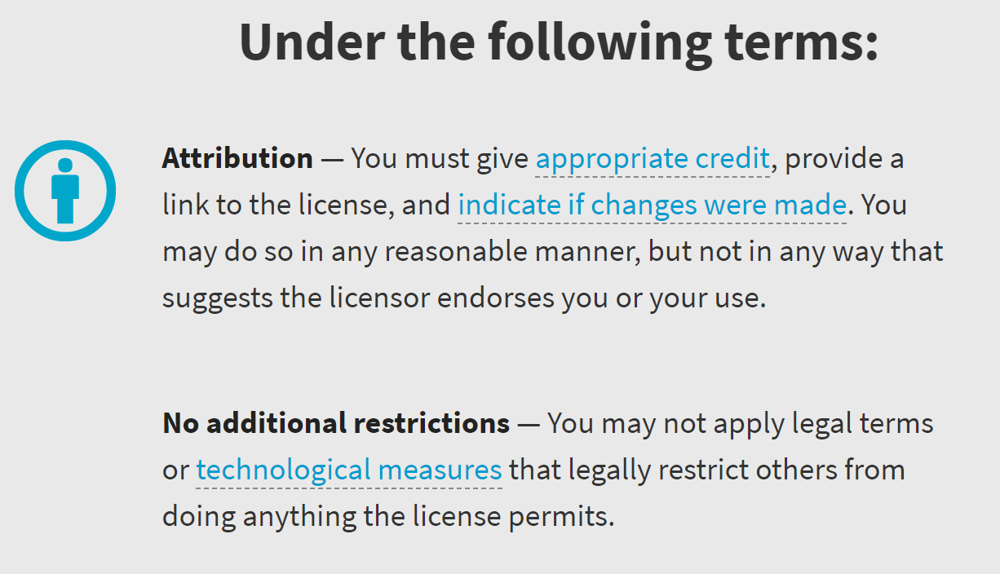 Under the following terms:
Attribution — You must give appropriate credit, provide a
link to the license, and indicate if changes were made. You
may do so in any reasonable manner, but not in any way that
suggests the licensor endorses you or your use.
No additional restrictions — You may not apply legal terms
or technological measures that legally restrict others from
doing anything the license permits.